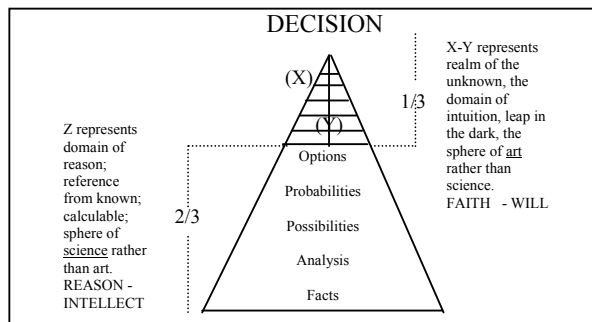 DECISION
(X)
(Y)
1/3
X-Y represents
realm of the
unknown, the
domain of
intuition, leap in
the dark, the
sphere of art
rather than
science.
FAITH - WILL
Z represents
domain of
reason;
reference
from known;
calculable;
sphere of
science rather
than art.
REASON -
INTELLECT
2/3
Options
Probabilities
Possibilities
Analysis
Facts